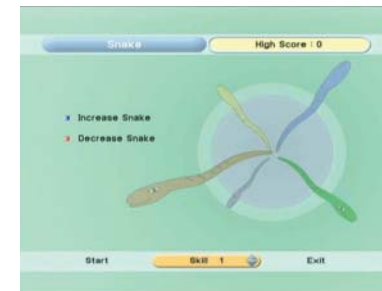 Snake High Score : 0
Increase Snake
Decrease Snake
Start Skill 1 Exit